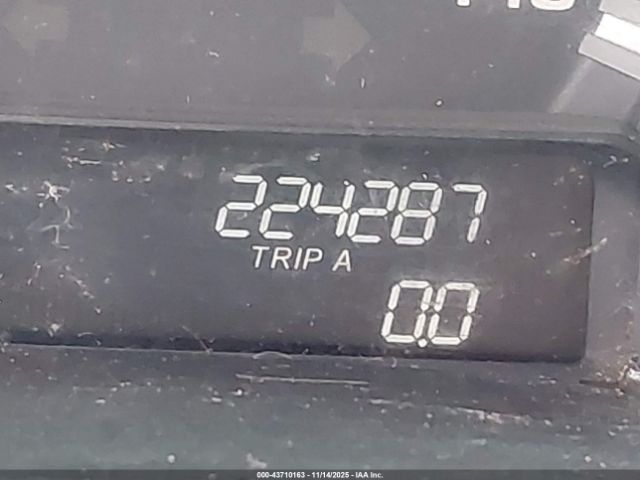 224287
TRIP A
0.0
000-43710163 - 11/14/2025 - IAA Inc.